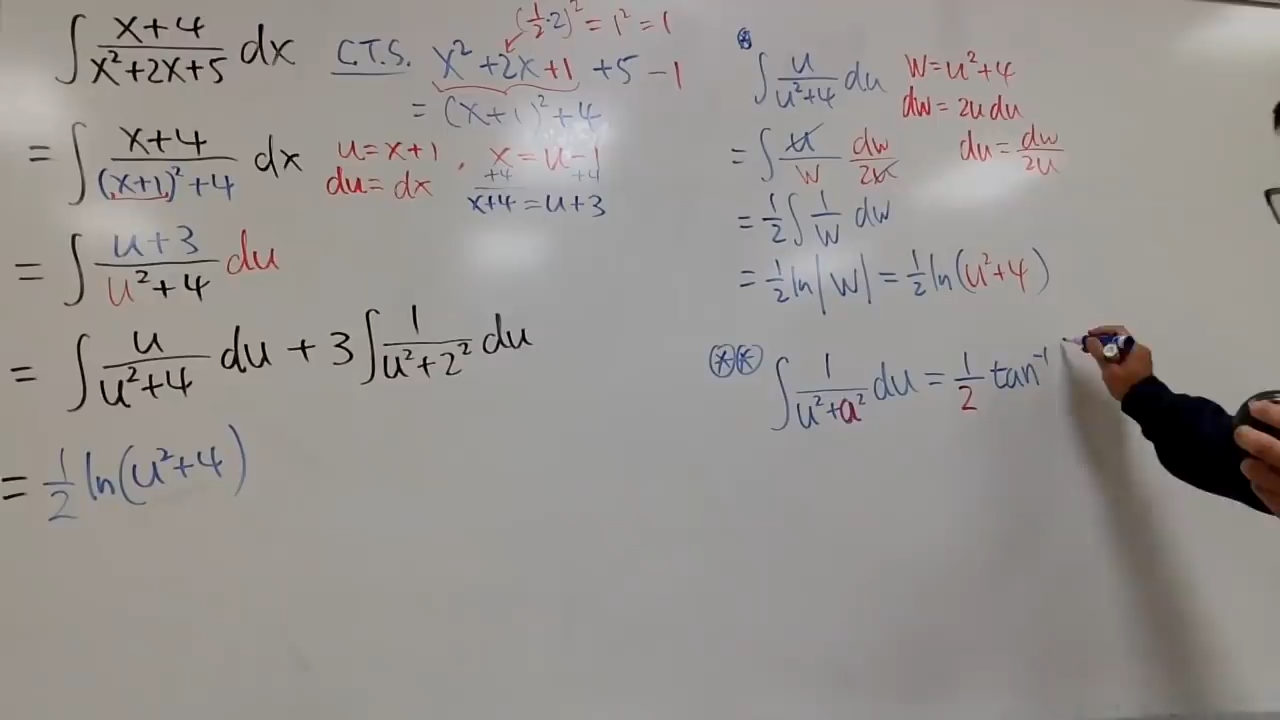 ∫ (x+4)/(x²+2x+5) dx
C.T.S. x² + 2x + 1 + 5 − 1
(½·2)² = 1² = 1
= (x+1)² + 4
= ∫ (x+4)/((x+1)²+4) dx
u = x+1, x = u−1
du = dx
+4 +4
x+4 = u+3
= ∫ (u+3)/(u²+4) du
= ∫ u/(u²+4) du + 3∫ 1/(u²+2²) du
= ½ ln(u²+4)
⊛
∫ u/(u²+4) du
w = u²+4
dw = 2u du
= ∫ u/w dw/2u
du = dw/2u
= ½ ∫ 1/w dw
= ½ ln|w| = ½ ln(u²+4)
⊛⊛ ∫ 1/(u²+a²) du = ½ tan⁻¹